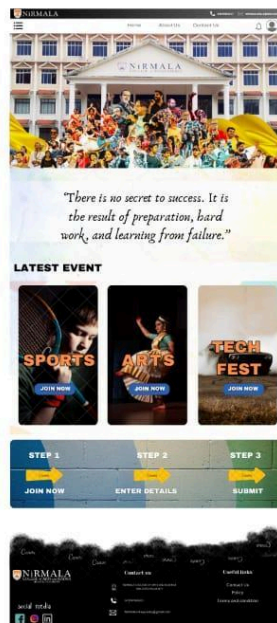 NIRMALA
Home About Us Contact Us
NIRMALA
"There is no secret to success. It is
the result of preparation, hard
work, and learning from failure."
LATEST EVENT
SPORTS
JOIN NOW
ARTS
JOIN NOW
TECH
FEST
JOIN NOW
STEP 1
JOIN NOW
STEP 2
ENTER DETAILS
STEP 3
SUBMIT
NIRMALA
social media
Contact us
Useful links
Contact Us
Policy